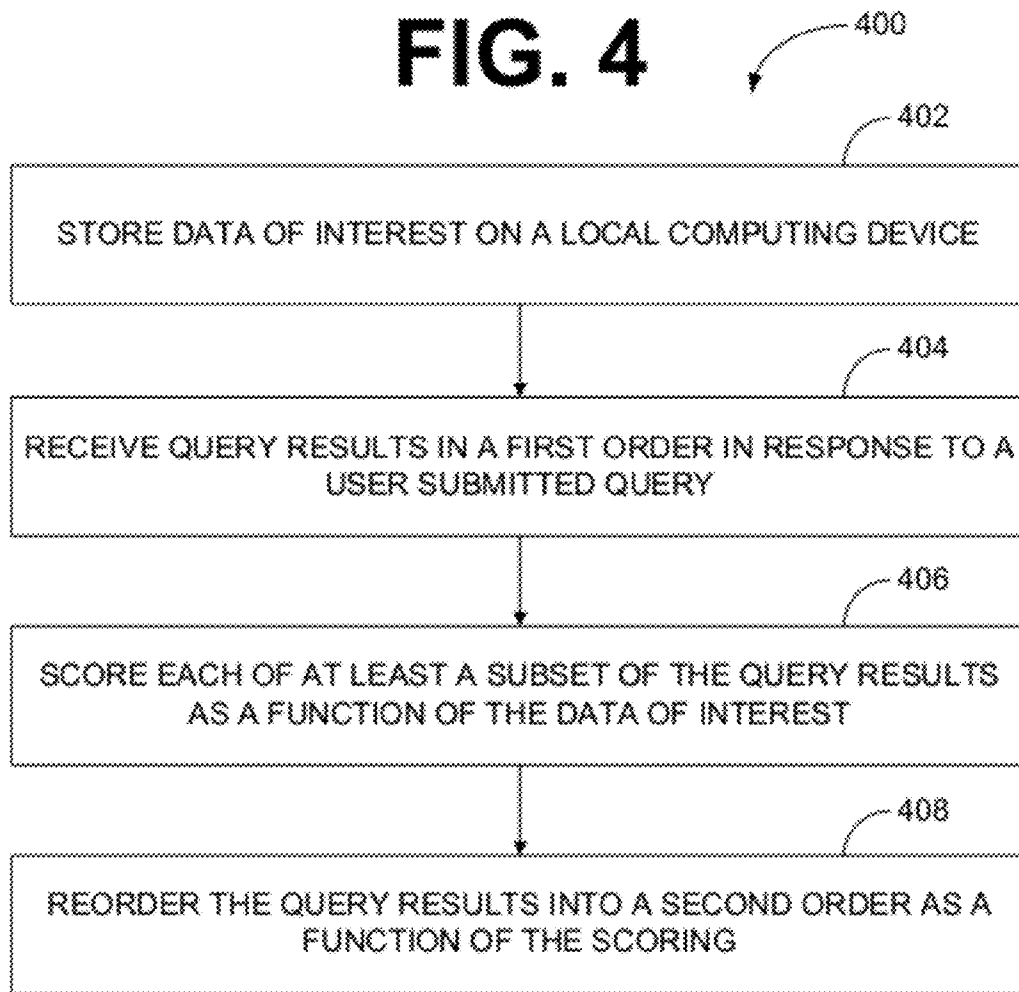 FIG. 4
400
402
STORE DATA OF INTEREST ON A LOCAL COMPUTING DEVICE
404
RECEIVE QUERY RESULTS IN A FIRST ORDER IN RESPONSE TO A
USER SUBMITTED QUERY
406
SCORE EACH OF AT LEAST A SUBSET OF THE QUERY RESULTS
AS A FUNCTION OF THE DATA OF INTEREST
408
REORDER THE QUERY RESULTS INTO A SECOND ORDER AS A
FUNCTION OF THE SCORING